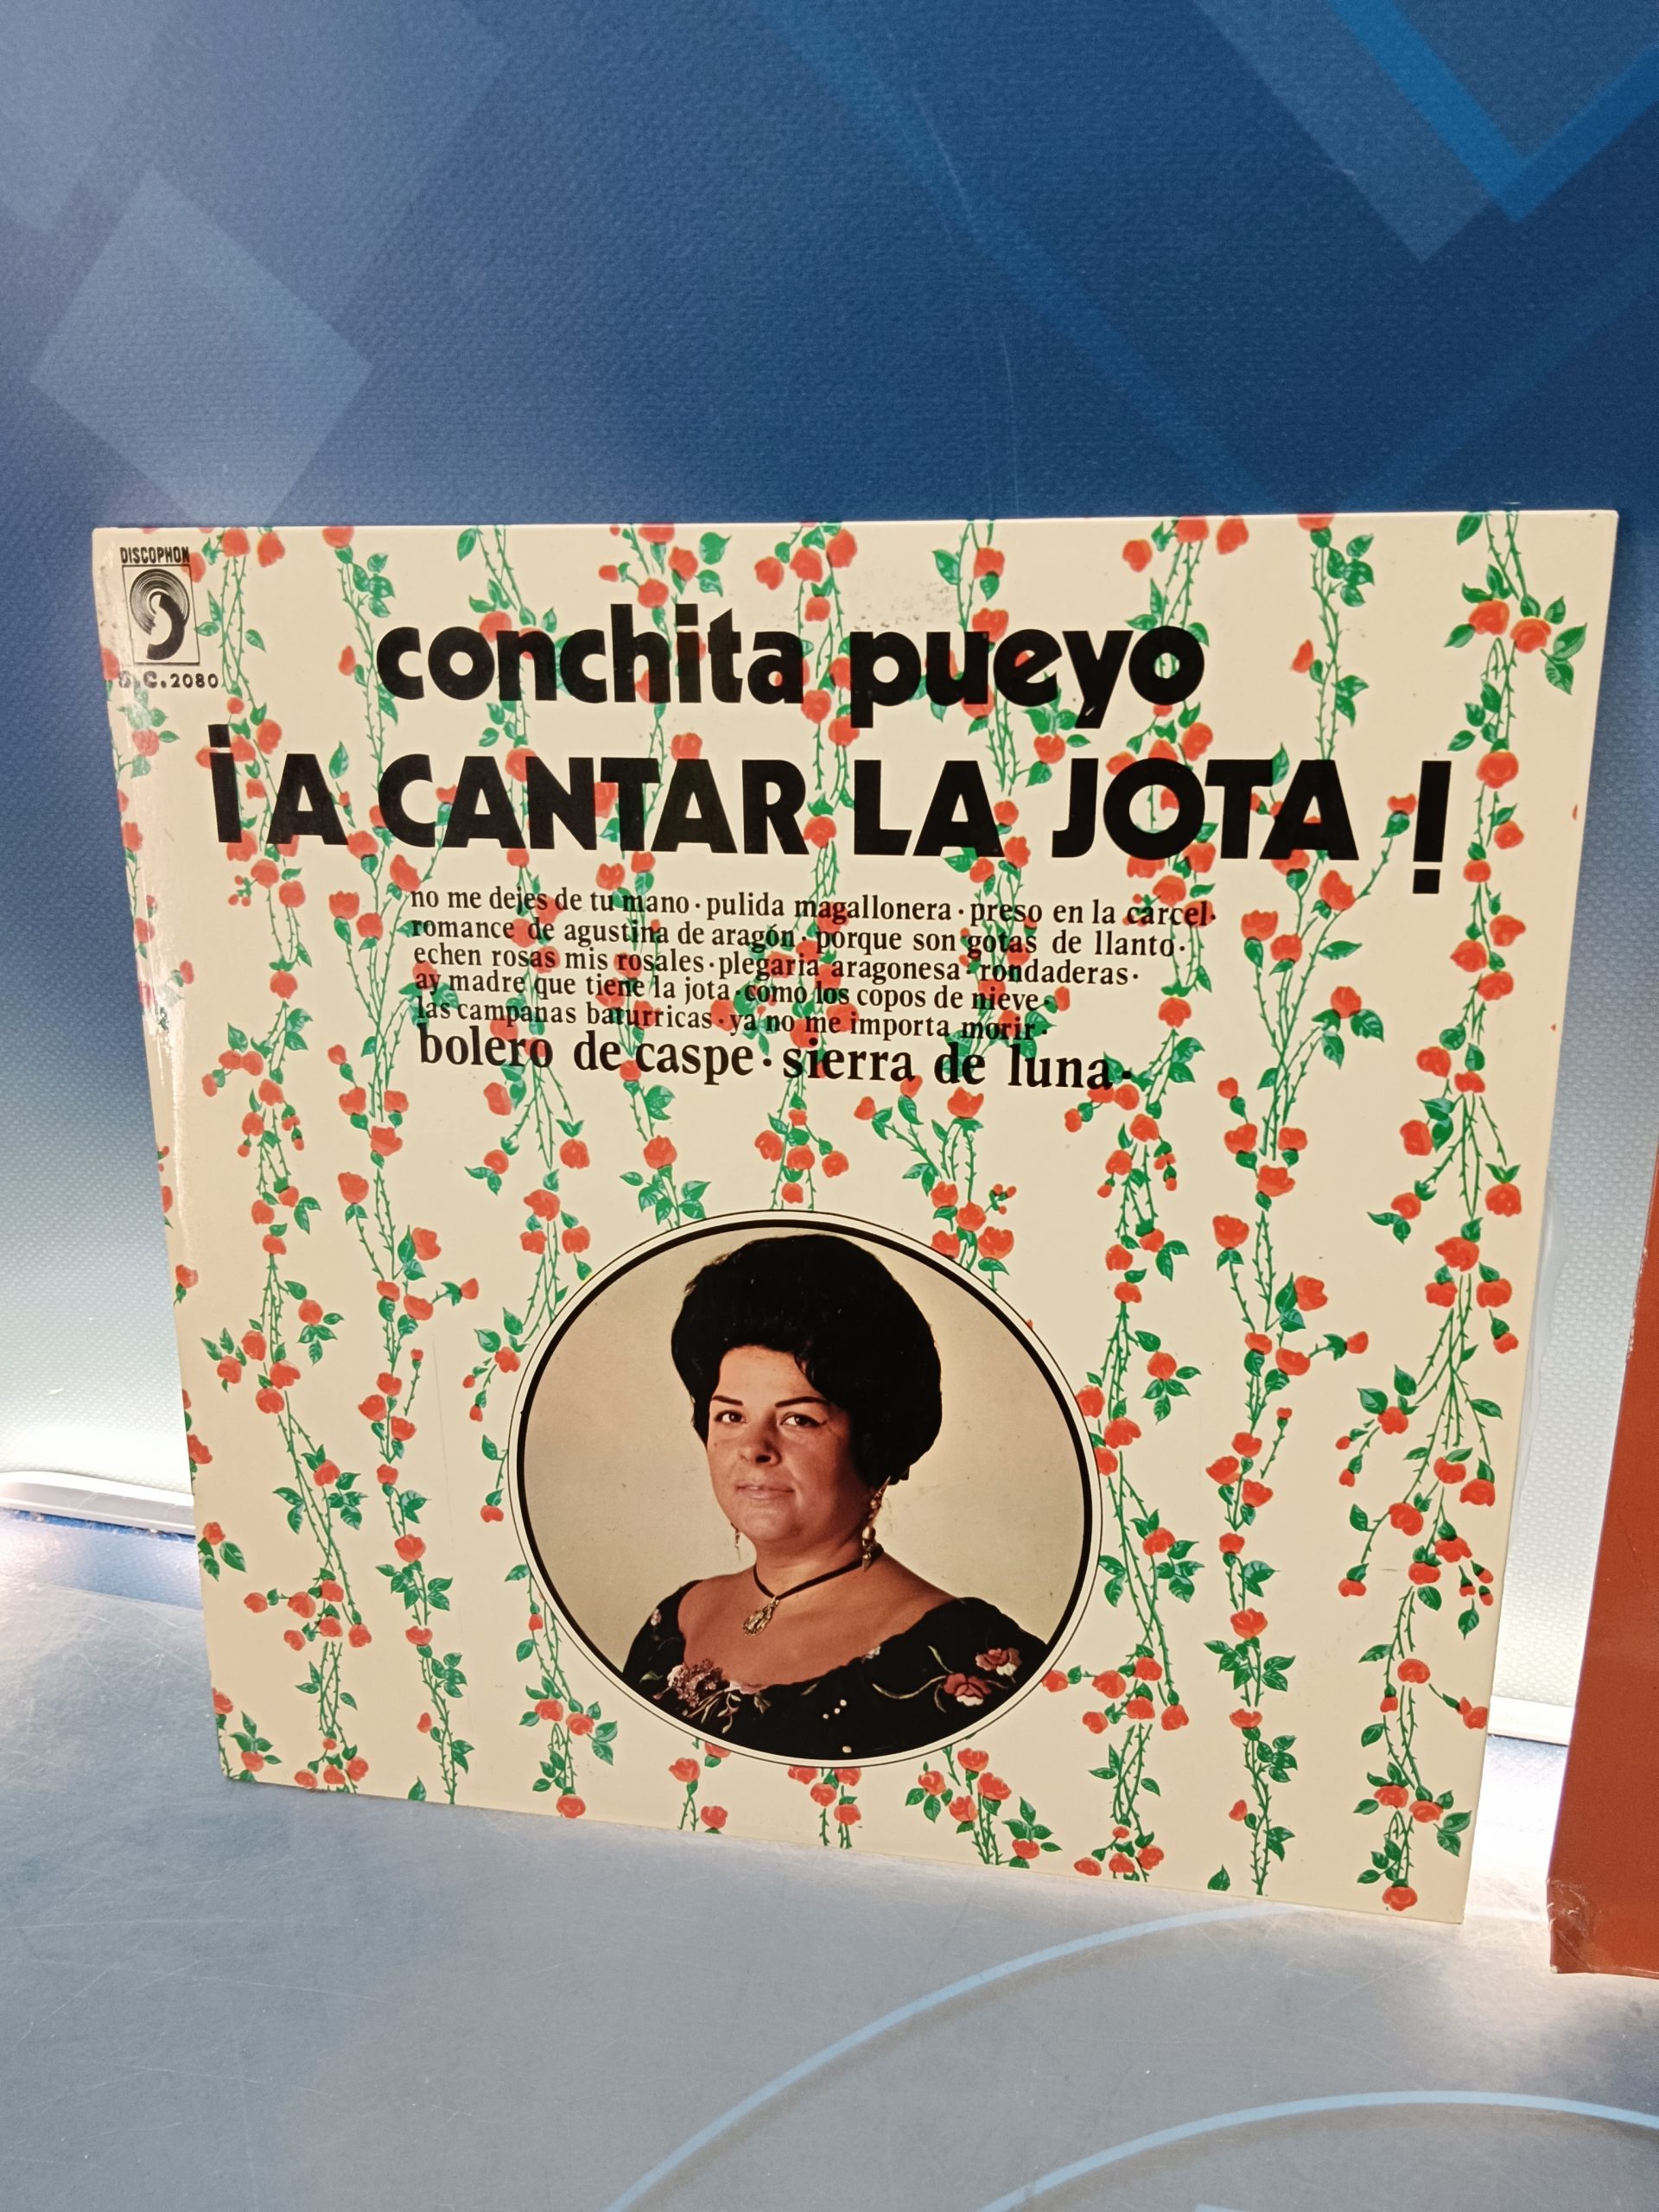 DISCOPHON
S.C.2080
conchita pueyo
¡A CANTAR LA JOTA!
no me dejes de tu mano · pulida magallonera · preso en la carcel ·
romance de agustina de aragón · porque son gotas de llanto ·
echen rosas mis rosales · plegaria aragonesa · rondaderas ·
ay madre que tiene la jota · como los copos de nieve ·
las campanas baturricas · ya no me importa morir ·
bolero de caspe · sierra de luna ·